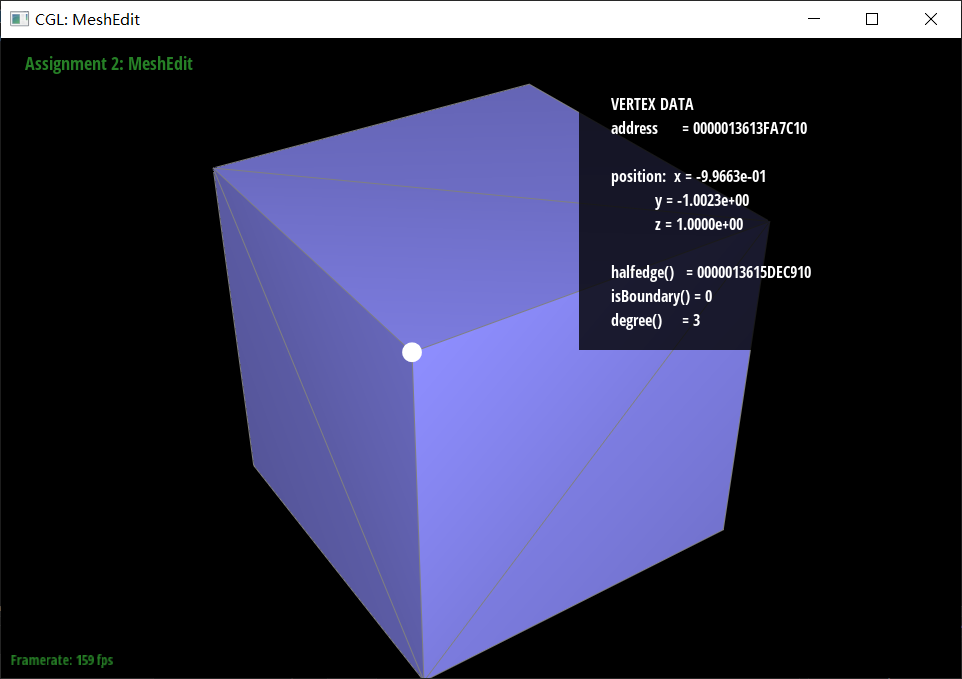 CGL: MeshEdit
Assignment 2: MeshEdit
VERTEX DATA
address = 0000013613FA7C10
position: x = -9.9663e-01
y = -1.0023e+00
z = 1.0000e+00
halfedge() = 0000013615DEC910
isBoundary() = 0
degree() = 3
Framerate: 159 fps